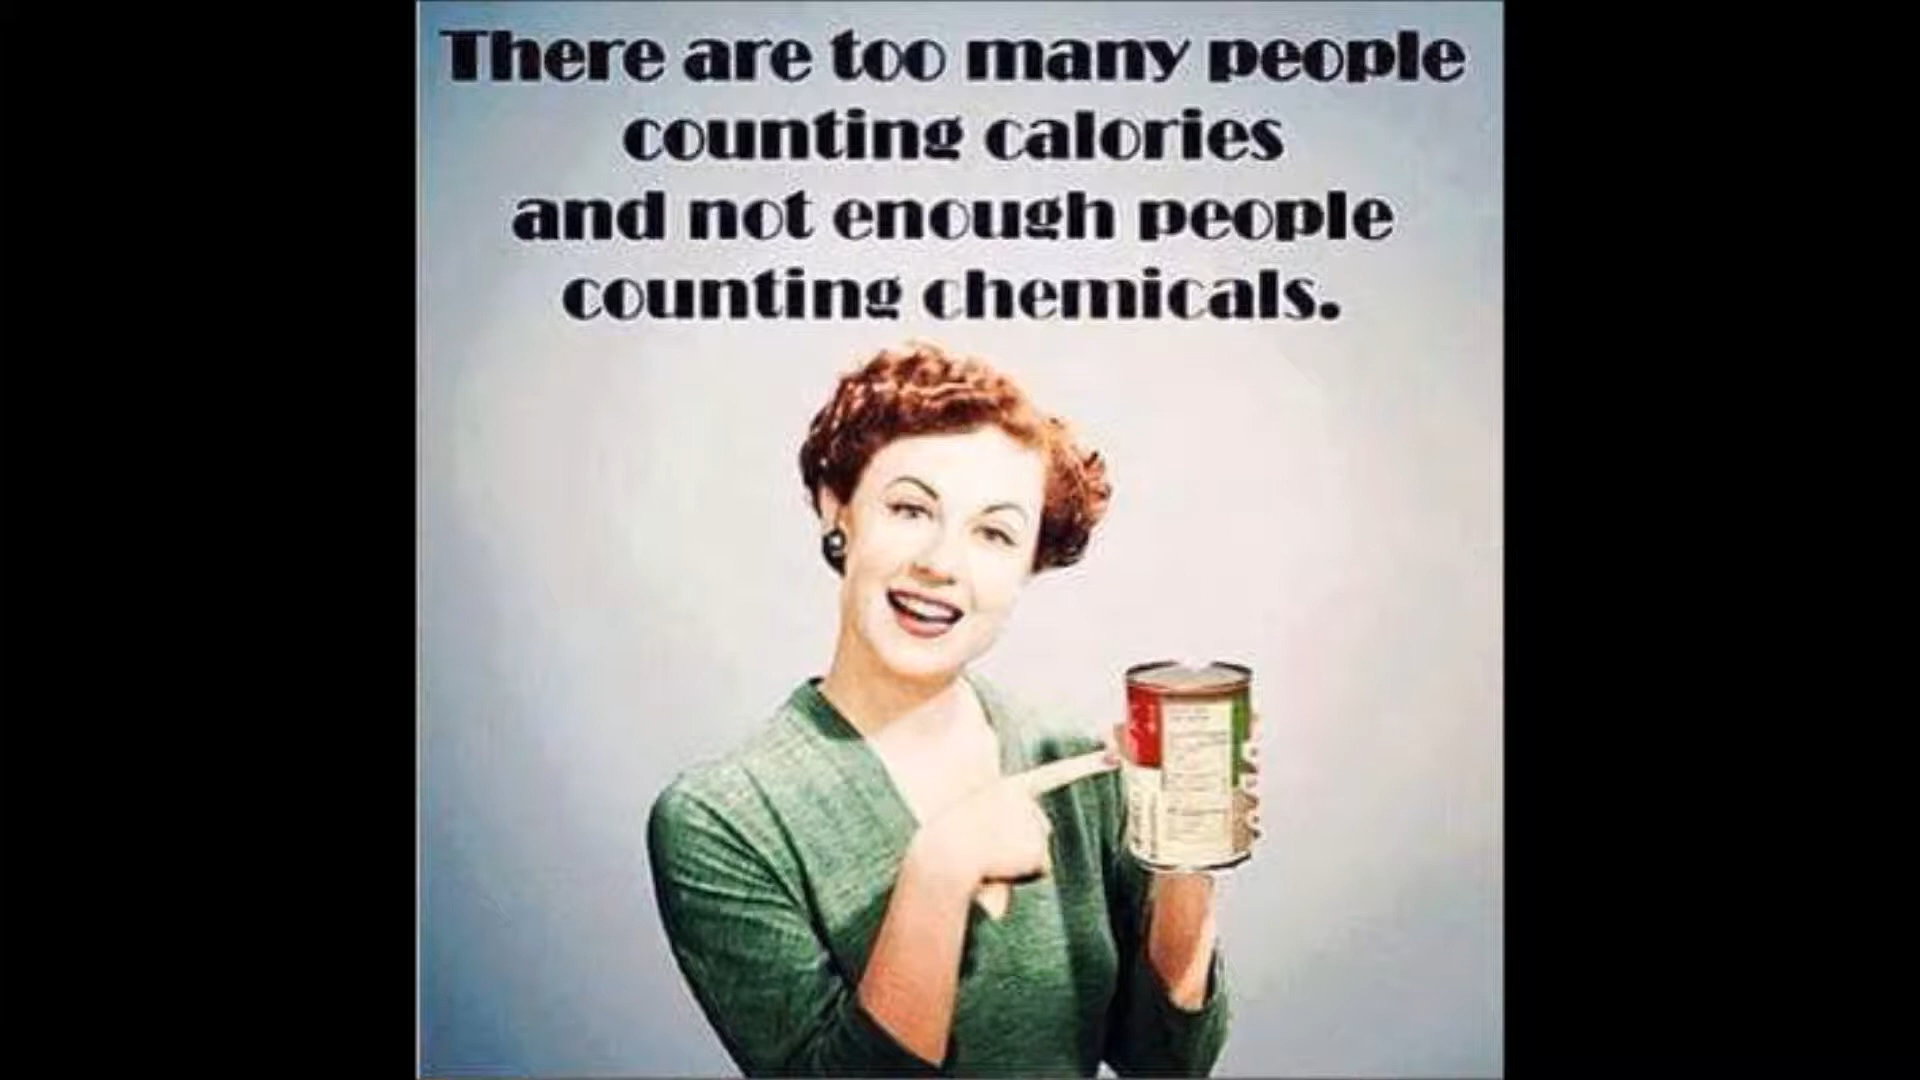 There are too many people
counting calories
and not enough people
counting chemicals.